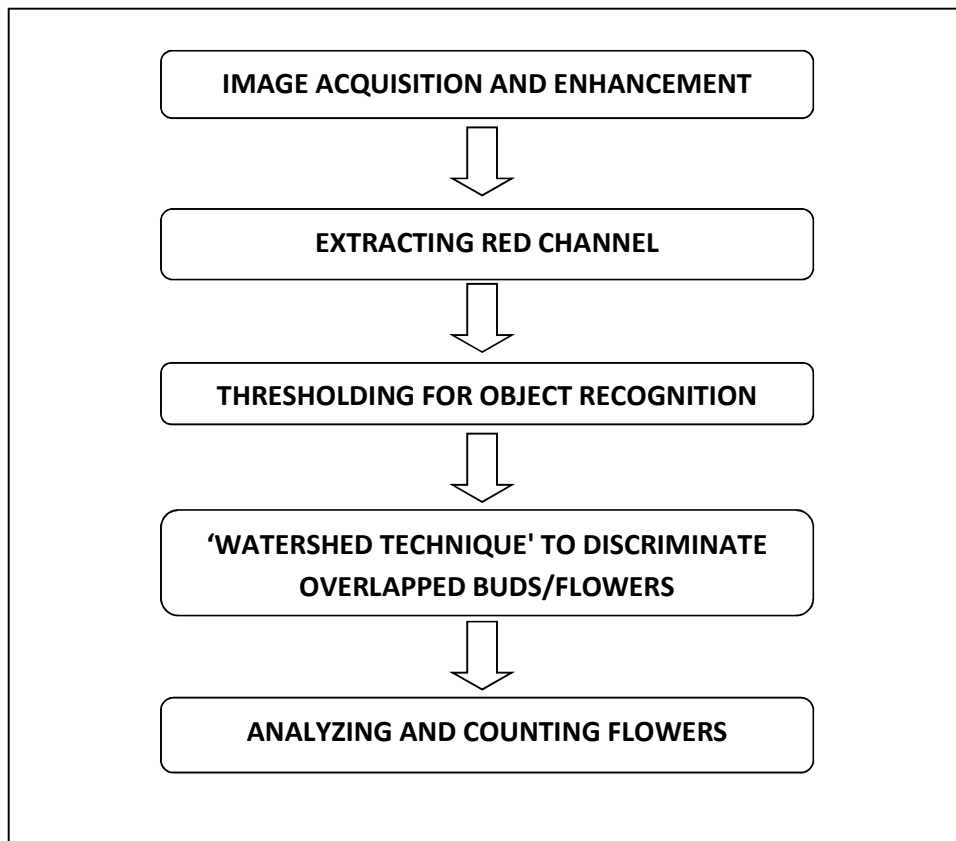 IMAGE ACQUISITION AND ENHANCEMENT
EXTRACTING RED CHANNEL
THRESHOLDING FOR OBJECT RECOGNITION
‘WATERSHED TECHNIQUE' TO DISCRIMINATE
OVERLAPPED BUDS/FLOWERS
ANALYZING AND COUNTING FLOWERS